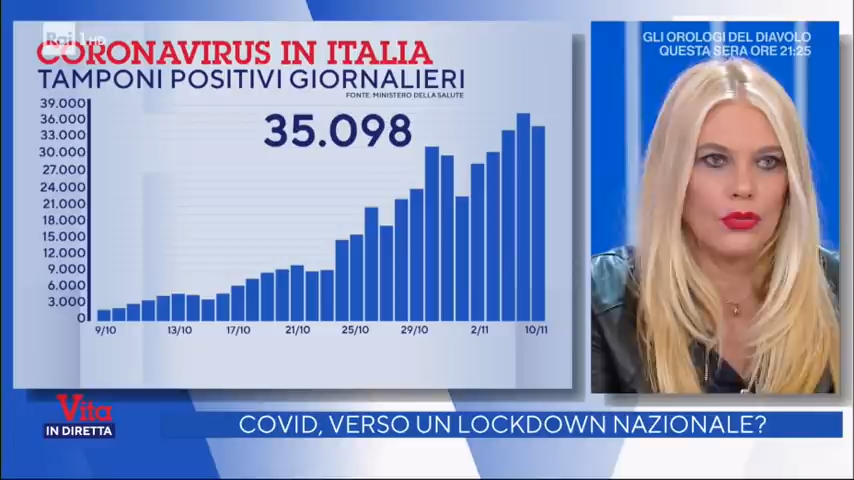 Rai 1 HD
CORONAVIRUS IN ITALIA
TAMPONI POSITIVI GIORNALIERI
FONTE: MINISTERO DELLA SALUTE
35.098
39.000
36.000
33.000
30.000
27.000
24.000
21.000
18.000
15.000
12.000
9.000
6.000
3.000
0
9/10
13/10
17/10
21/10
25/10
29/10
2/11
10/11
GLI OROLOGI DEL DIAVOLO
QUESTA SERA ORE 21:25
Vita
IN DIRETTA
COVID, VERSO UN LOCKDOWN NAZIONALE?